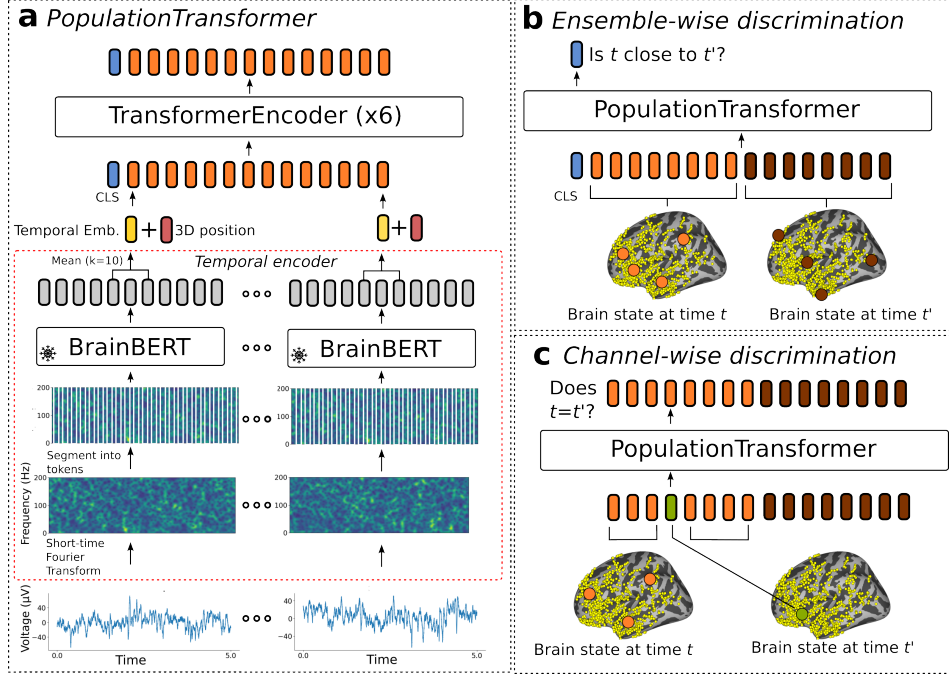 a PopulationTransformer
TransformerEncoder (x6)
CLS
Temporal Emb. + 3D position
+
Mean (k=10)
Temporal encoder
BrainBERT
BrainBERT
200
100
0
200
100
0
Segment into
tokens
Frequency (Hz)
200
0
200
0
Short-time
Fourier
Transform
Voltage (µV)
40
0
−40
0.0
Time
5.0
40
0
−40
0.0
Time
5.0
b Ensemble-wise discrimination
Is t close to t'?
PopulationTransformer
CLS
Brain state at time t
Brain state at time t'
c Channel-wise discrimination
Does
t=t'?
PopulationTransformer
Brain state at time t
Brain state at time t'